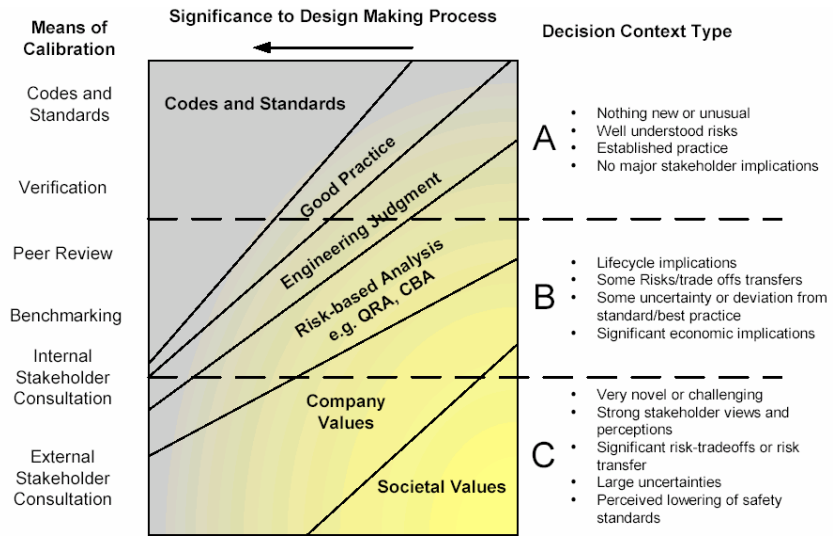 Significance to Design Making Process
Means of
Calibration
Decision Context Type
Codes and
Standards
Verification
Peer Review
Benchmarking
Internal
Stakeholder
Consultation
External
Stakeholder
Consultation
Codes and Standards
Good Practice
Engineering Judgment
Risk-based Analysis
e.g. QRA, CBA
Company
Values
Societal Values
A
• Nothing new or unusual
• Well understood risks
• Established practice
• No major stakeholder implications
B
• Lifecycle implications
• Some Risks/trade offs transfers
• Some uncertainty or deviation from
standard/best practice
• Significant economic implications
C
• Very novel or challenging
• Strong stakeholder views and
perceptions
• Significant risk-tradeoffs or risk
transfer
• Large uncertainties
• Perceived lowering of safety
standards